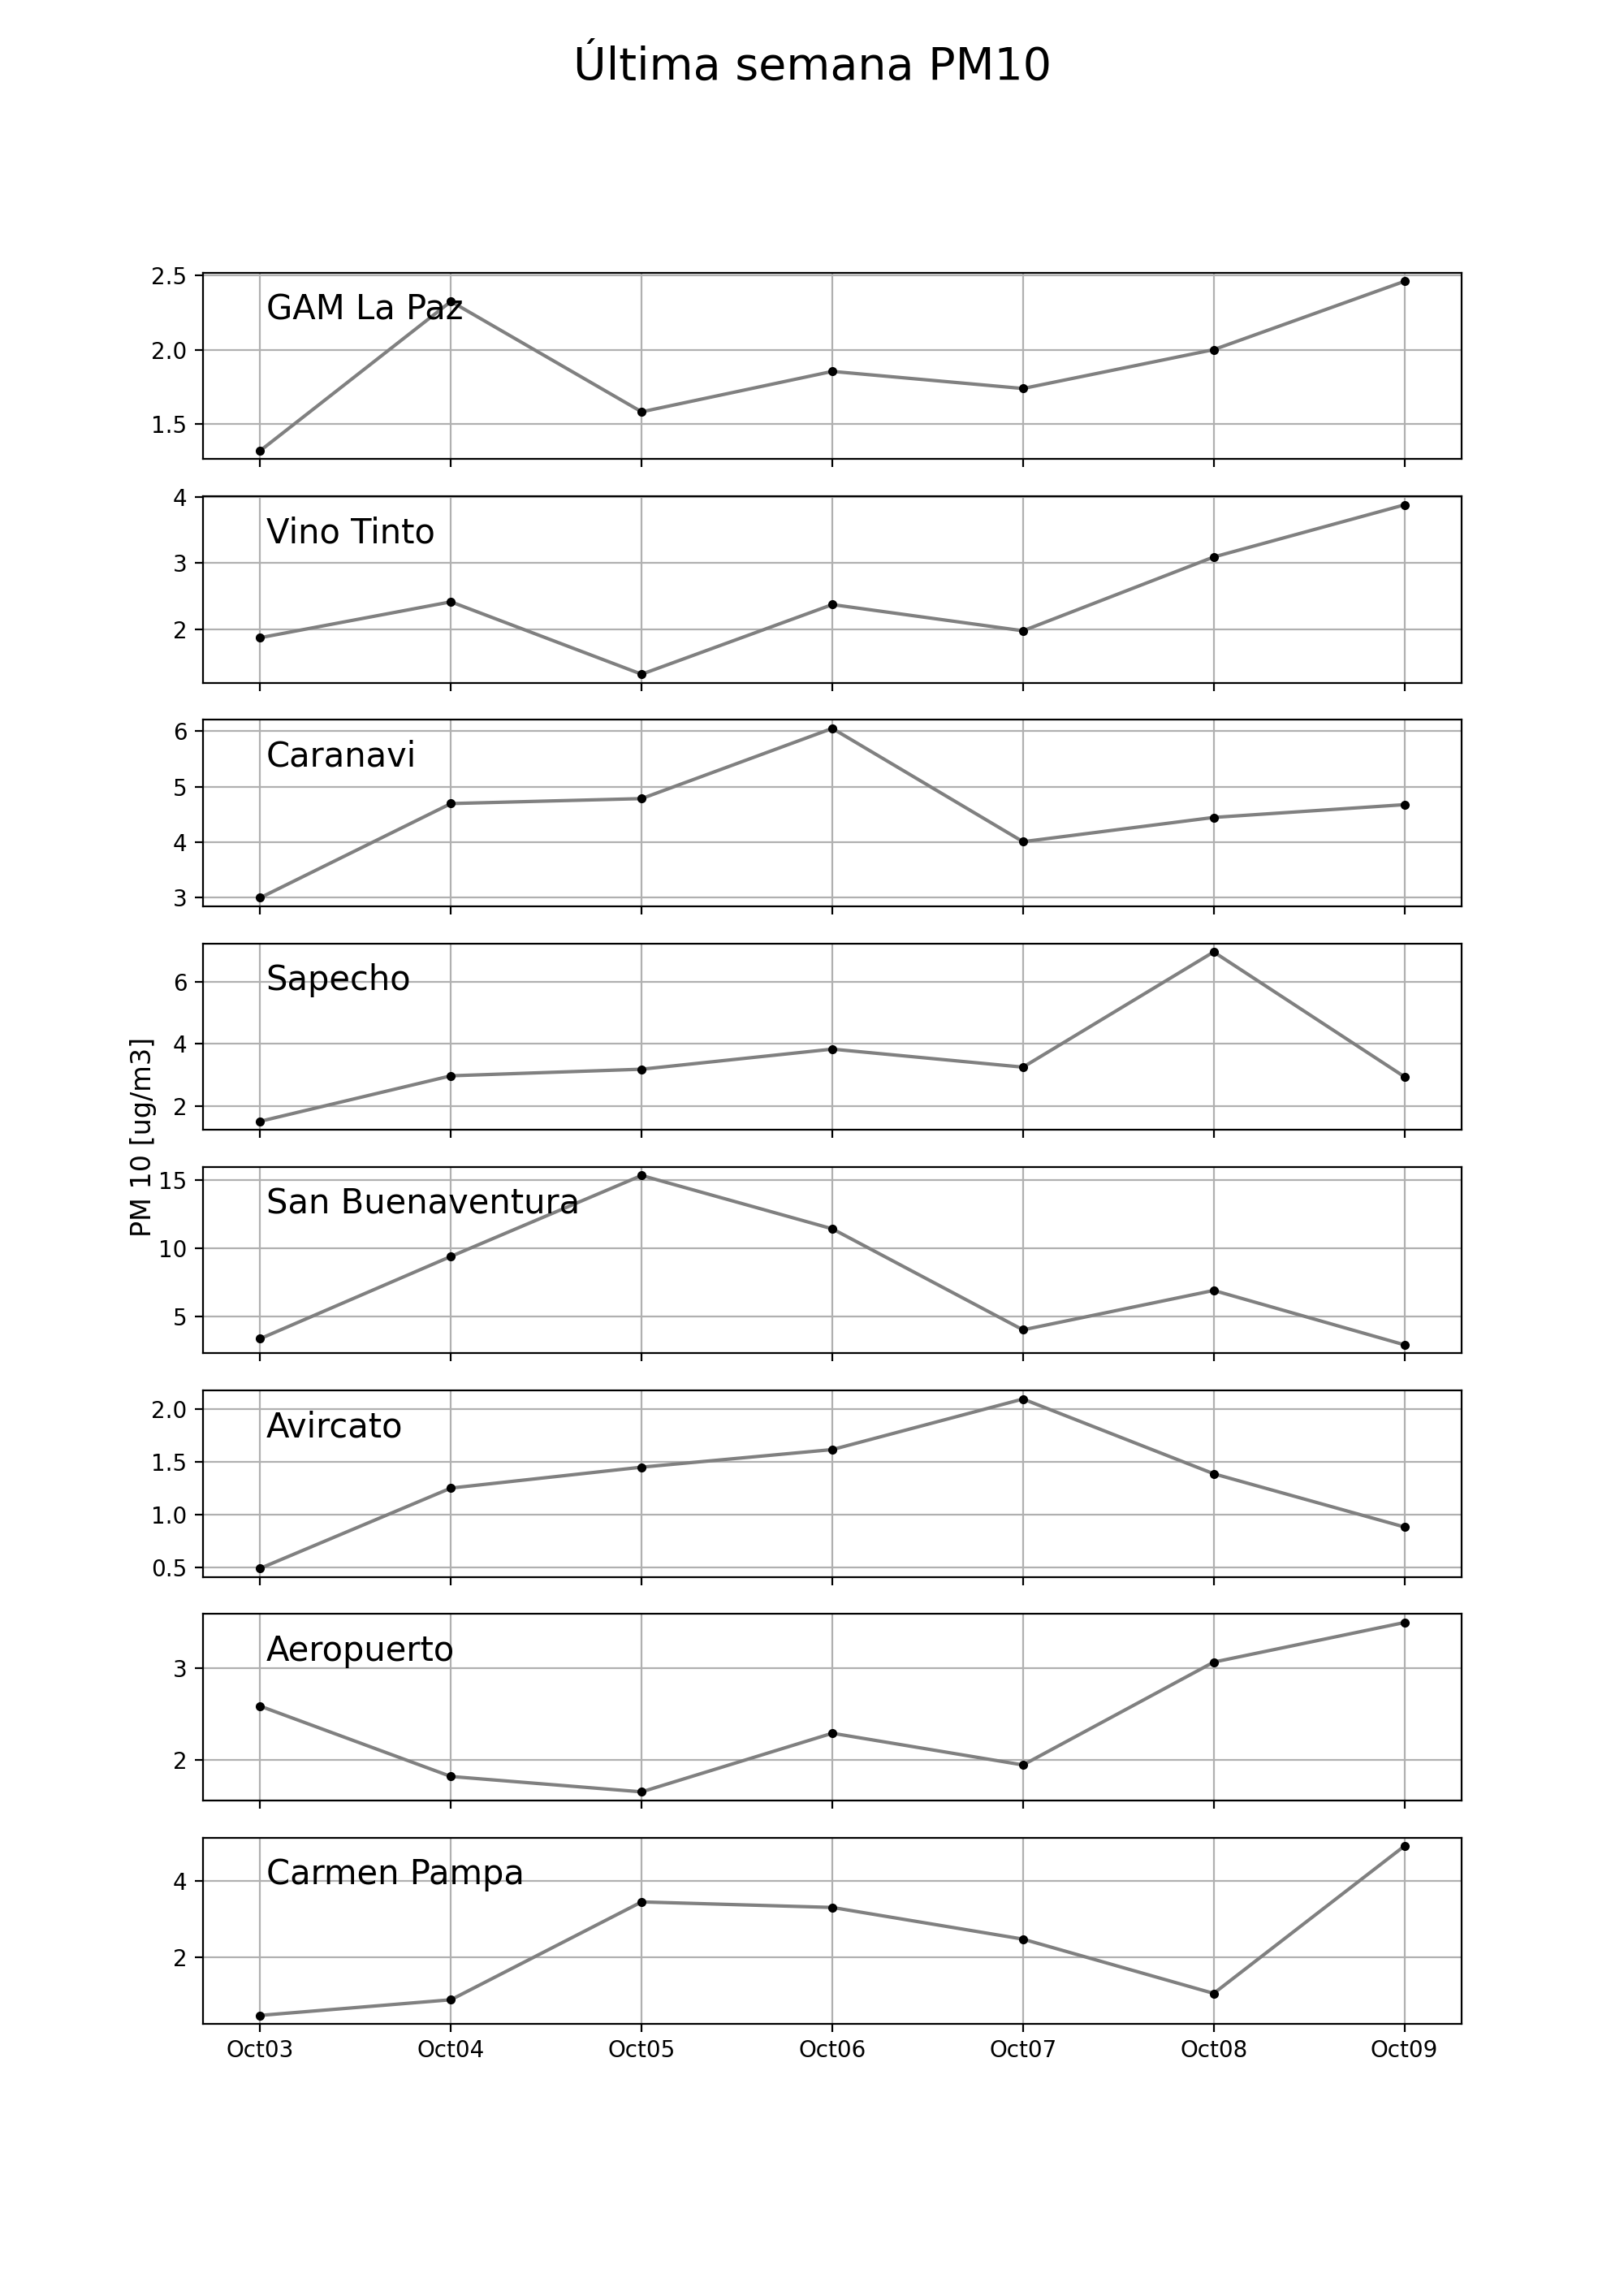 Última semana PM10
2.5
GAM La Paz
2.0
1.5
4
Vino Tinto
3
2
6
Caranavi
5
4
3
Sapecho
6
4
2
PM 10 [ug/m3]
15
San Buenaventura
10
5
2.0
Avircato
1.5
1.0
0.5
Aeropuerto
3
2
Carmen Pampa
4
2
Oct03 Oct04 Oct05 Oct06 Oct07 Oct08 Oct09